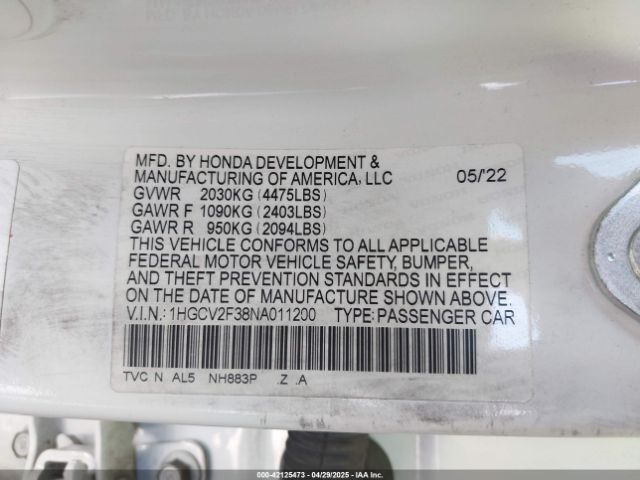 MFD. BY HONDA DEVELOPMENT &
MANUFACTURING OF AMERICA, LLC 05/'22
GVWR 2030KG (4475LBS)
GAWR F 1090KG (2403LBS)
GAWR R 950KG (2094LBS)
THIS VEHICLE CONFORMS TO ALL APPLICABLE
FEDERAL MOTOR VEHICLE SAFETY, BUMPER,
AND THEFT PREVENTION STANDARDS IN EFFECT
ON THE DATE OF MANUFACTURE SHOWN ABOVE.
V.I.N.: 1HGCV2F38NA011200 TYPE: PASSENGER CAR
TVC N AL5 NH883P .Z .A
© 000-42125473 | 04/29/2025 - IAA Inc.